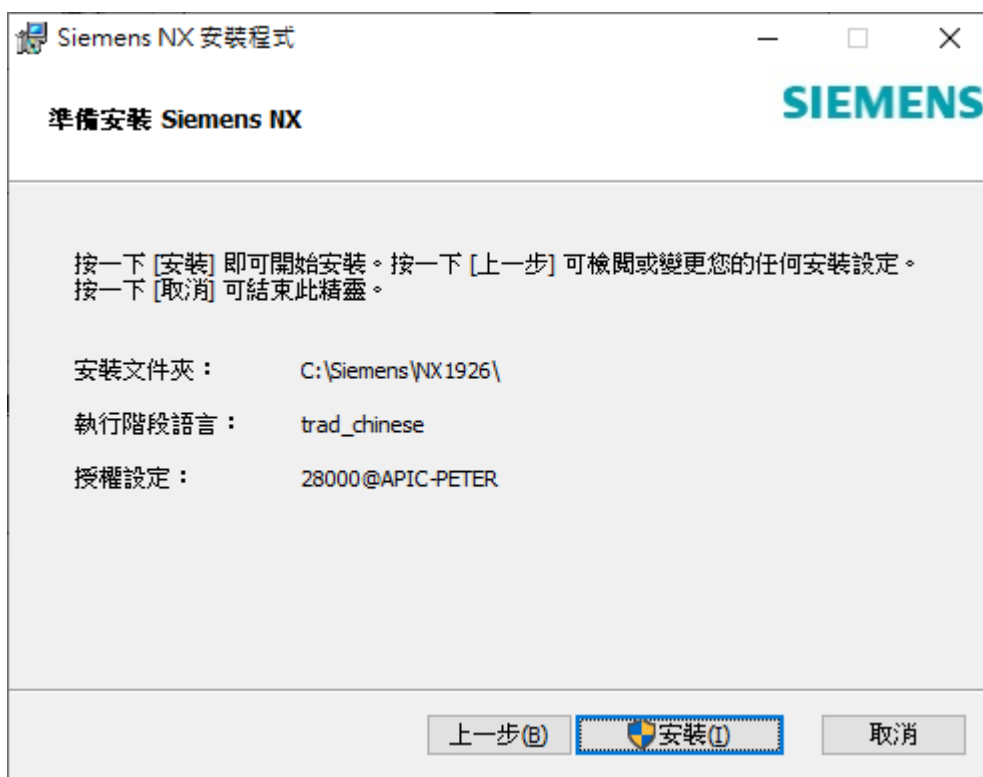 Siemens NX 安裝程式
SIEMENS
準備安裝 Siemens NX
按一下 [安裝] 即可開始安裝。按一下 [上一步] 可檢閱或變更您的任何安裝設定。
按一下 [取消] 可結束此精靈。
安裝文件夾： C:\Siemens\NX1926\
執行階段語言： trad_chinese
授權設定： 28000@APIC-PETER
上一步(B) 安裝(I) 取消